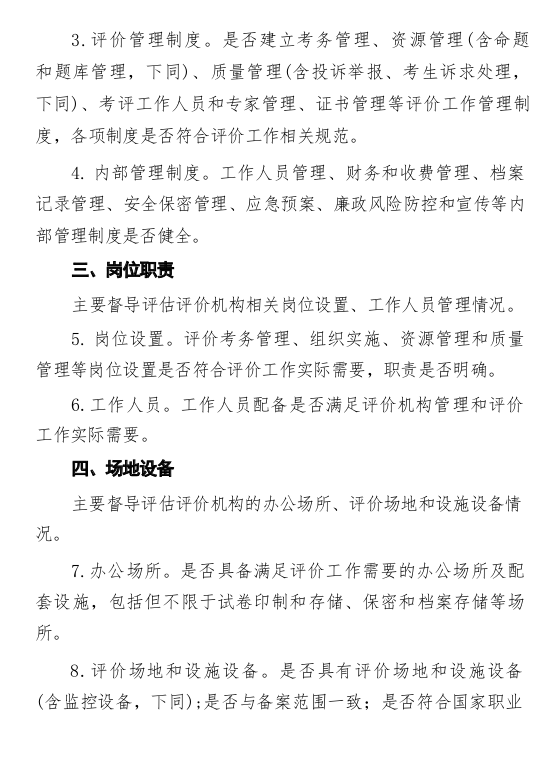 3.评价管理制度。是否建立考务管理、资源管理(含命题
和题库管理，下同)、质量管理(含投诉举报、考生诉求处理，
下同)、考评工作人员和专家管理、证书管理等评价工作管理制
度，各项制度是否符合评价工作相关规范。
4. 内部管理制度。工作人员管理、财务和收费管理、档案
记录管理、安全保密管理、应急预案、廉政风险防控和宣传等内
部管理制度是否健全。
三、岗位职责
主要督导评估评价机构相关岗位设置、工作人员管理情况。
5. 岗位设置。评价考务管理、组织实施、资源管理和质量
管理等岗位设置是否符合评价工作实际需要，职责是否明确。
6.工作人员。工作人员配备是否满足评价机构管理和评价
工作实际需要。
四、场地设备
主要督导评估评价机构的办公场所、评价场地和设施设备情
况。
7.办公场所。是否具备满足评价工作需要的办公场所及配
套设施，包括但不限于试卷印制和存储、保密和档案存储等场
所。
8.评价场地和设施设备。是否具有评价场地和设施设备
(含监控设备，下同);是否与备案范围一致；是否符合国家职业